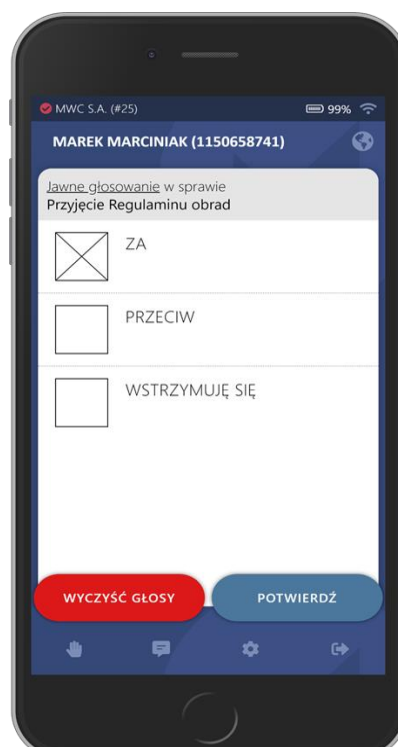 MWC S.A. (#25) 99%
MAREK MARCINIAK (1150658741)
Jawne głosowanie w sprawie
Przyjęcie Regulaminu obrad
ZA
PRZECIW
WSTRZYMUJĘ SIĘ
WYCZYŚĆ GŁOSY POTWIERDŹ